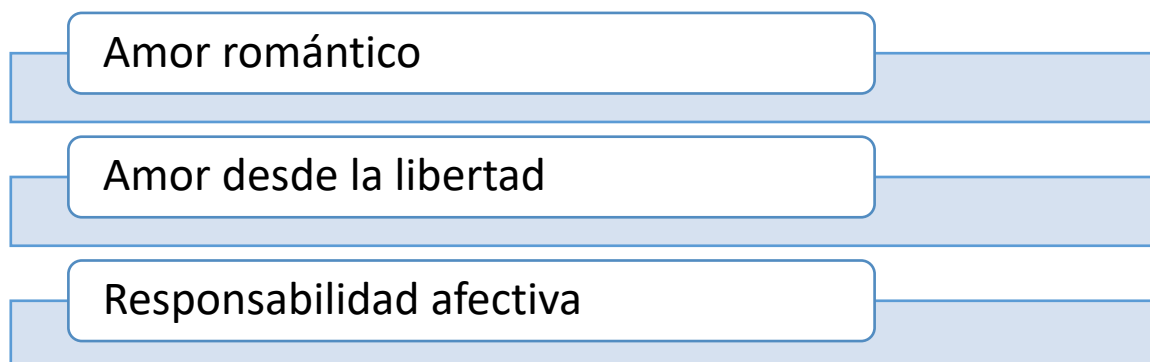 Amor romántico
Amor desde la libertad
Responsabilidad afectiva